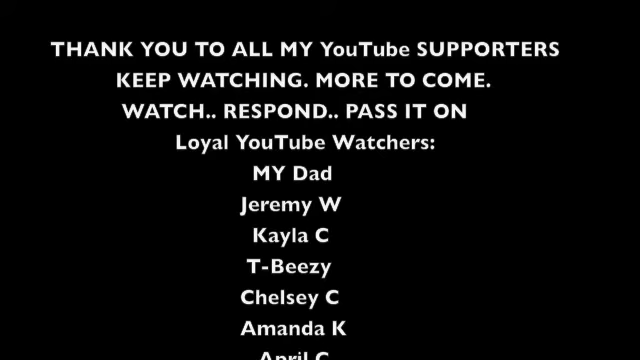 THANK YOU TO ALL MY YouTube SUPPORTERS
KEEP WATCHING. MORE TO COME.
WATCH.. RESPOND.. PASS IT ON
Loyal YouTube Watchers:
MY Dad
Jeremy W
Kayla C
T-Beezy
Chelsey C
Amanda K
April C